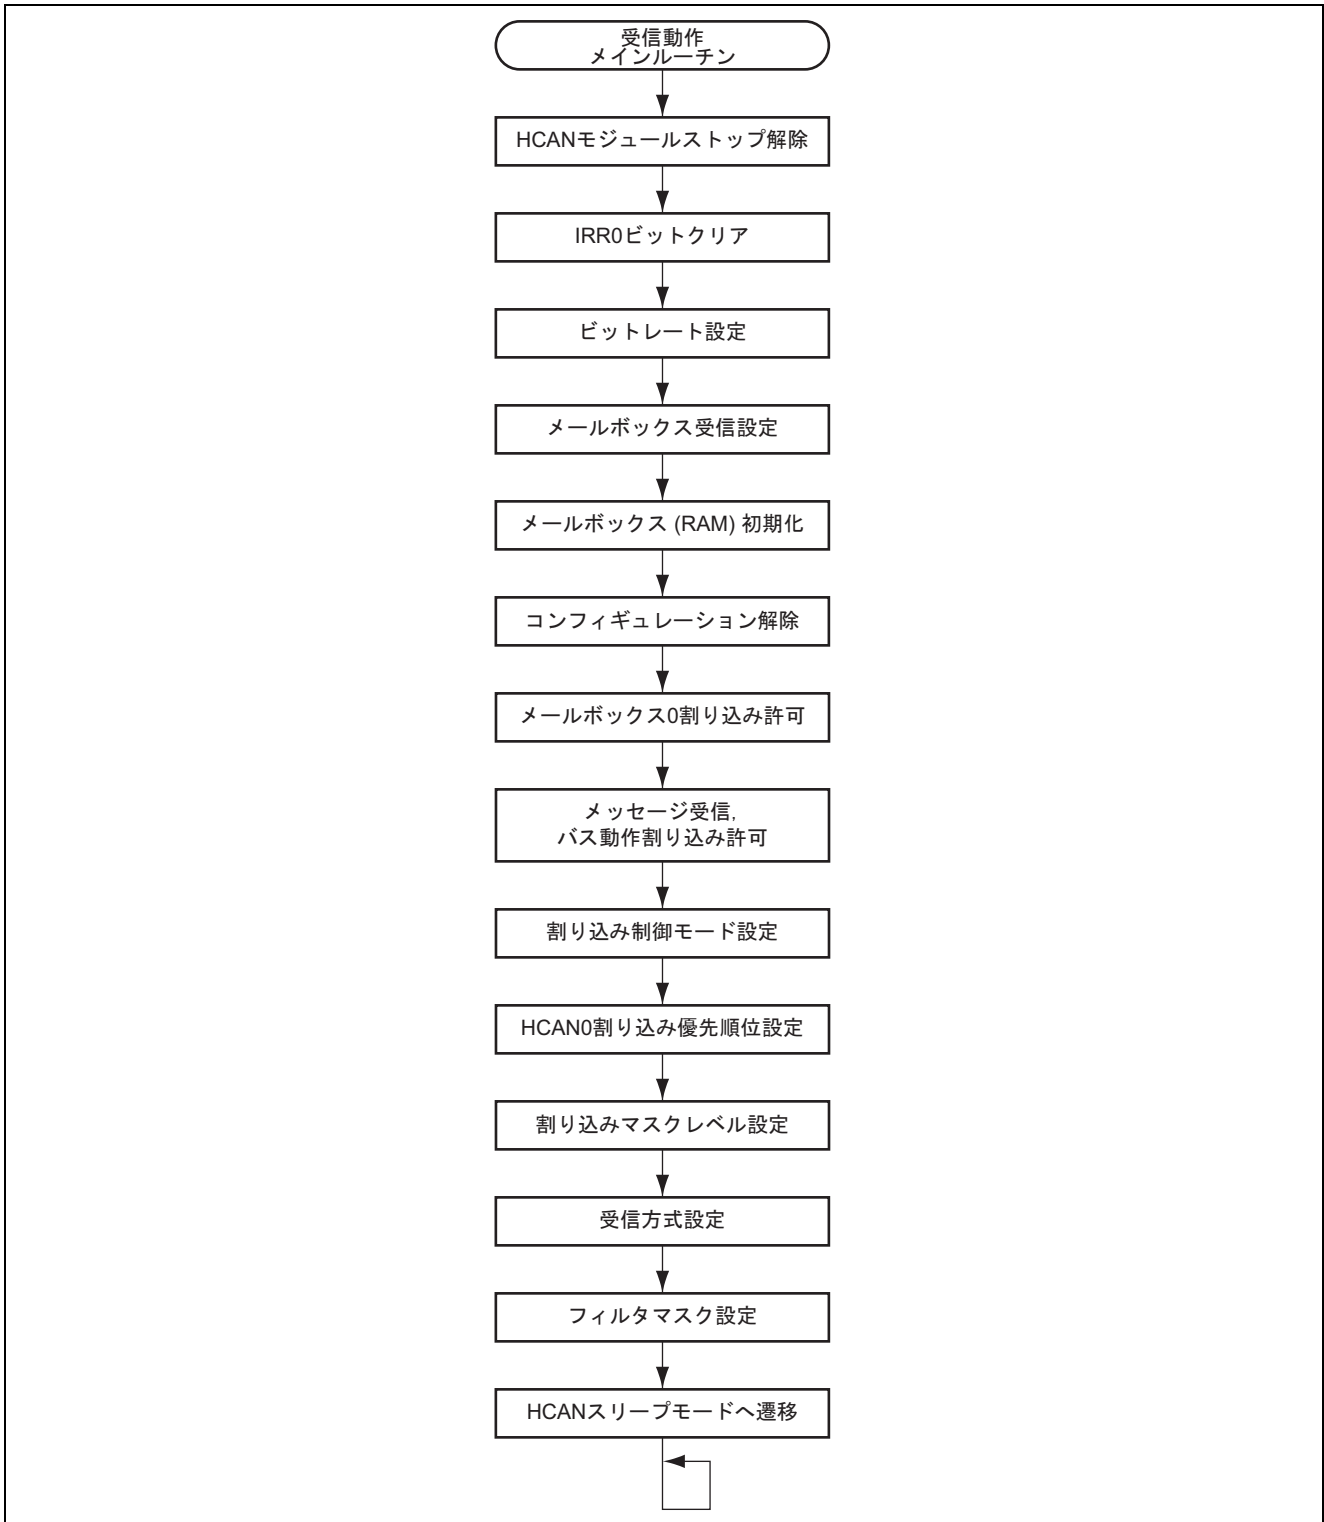 受信動作
メインルーチン
HCANモジュールストップ解除
IRR0ビットクリア
ビットレート設定
メールボックス受信設定
メールボックス (RAM) 初期化
コンフィギュレーション解除
メールボックス0割り込み許可
メッセージ受信,
バス動作割り込み許可
割り込み制御モード設定
HCAN0割り込み優先順位設定
割り込みマスクレベル設定
受信方式設定
フィルタマスク設定
HCANスリープモードへ遷移